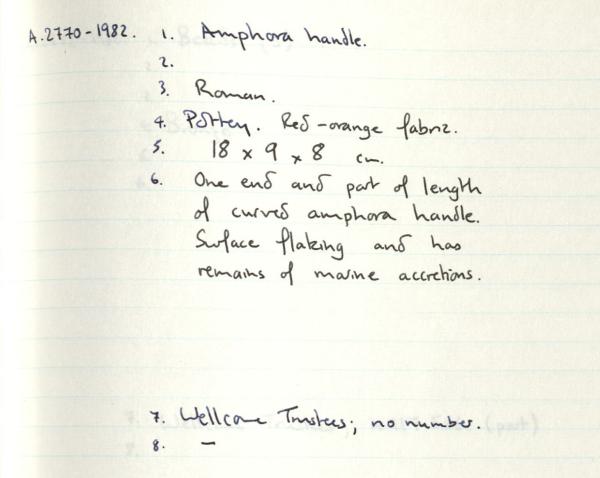 A.2770-1982. 1. Amphora handle.
2.
3. Roman.
4. Pottery. Red-orange fabric.
5. 18 x 9 x 8 cm.
6. One end and part of length
of curved amphora handle.
Surface flaking and has
remains of marine accretions.
7. Wellcome Trustees; no number.
8. –